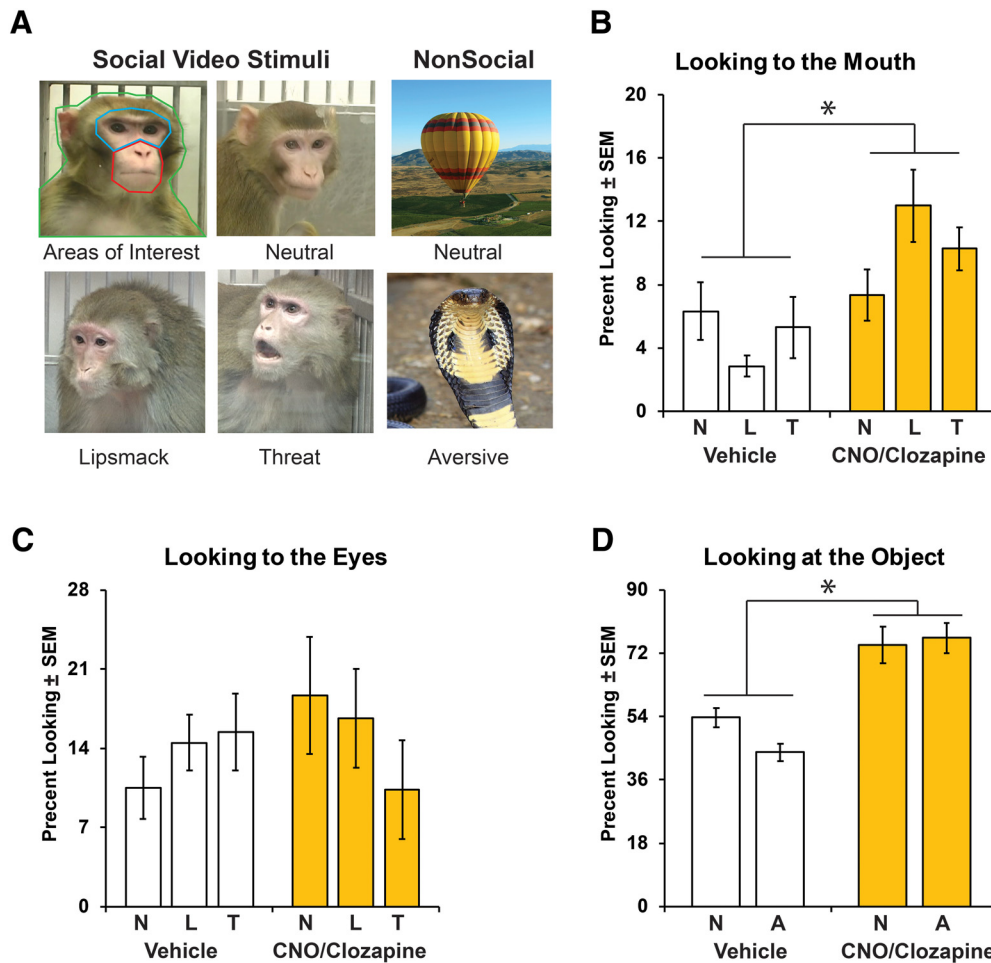 A
Social Video Stimuli
NonSocial
Areas of Interest
Neutral
Neutral
Lipsmack
Threat
Aversive
B
Looking to the Mouth
Precent Looking ± SEM
20
16
12
8
4
0
*
N L T N L T
Vehicle CNO/Clozapine
C
Looking to the Eyes
Precent Looking ± SEM
28
21
14
7
0
N L T N L T
Vehicle CNO/Clozapine
D
Looking at the Object
Precent Looking ± SEM
90
72
54
36
18
0
*
N A N A
Vehicle CNO/Clozapine